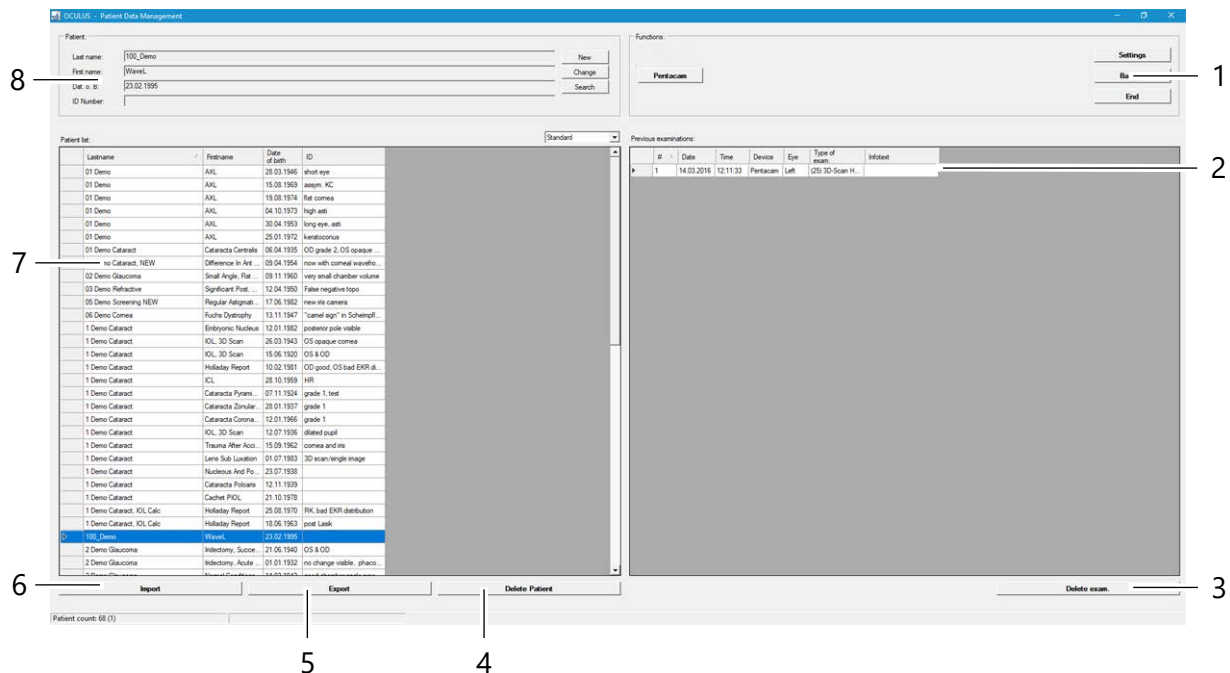 OCULUS - Patient Data Management
Patient:
Last name: 100_Demo New
First name: WaveL Change
Dat. o. B: 23.02.1995 Search
ID Number:
Functions:
Pentacam
Settings
Ba
End
Patient list: Standard
Lastname Firstname Date of birth ID
01 Demo AXL 28.03.1946 short eye
01 Demo AXL 15.08.1969 assym. KC
01 Demo AXL 19.08.1974 flat cornea
01 Demo AXL 04.10.1973 high asti
01 Demo AXL 30.04.1953 long eye, asti
01 Demo AXL 25.01.1972 keratoconus
01 Demo Cataract Cataracta Centralis 06.04.1935 OD grade 2, OS opaque ...
no Cataract, NEW Difference In Ant ... 09.04.1954 now with corneal wavefro...
02 Demo Glaucoma Small Angle, Flat ... 09.11.1960 very small chamber volume
03 Demo Refractive Significant Post. ... 12.04.1950 False negative topo
05 Demo Screening NEW Regular Astigmati... 17.06.1982 new iris camera
06 Demo Cornea Fuchs Dystrophy 13.11.1947 "camel sign" in Scheimpfl...
1 Demo Cataract Embryonic Nucleus 12.01.1982 posterior pole visible
1 Demo Cataract IOL, 3D Scan 26.03.1943 OS opaque cornea
1 Demo Cataract IOL, 3D Scan 15.06.1920 OS & OD
1 Demo Cataract Holladay Report 10.02.1981 OD good, OS bad EKR di...
1 Demo Cataract ICL 28.10.1959 HR
1 Demo Cataract Cataracta Pyrami... 07.11.1924 grade 1, test
1 Demo Cataract Cataracta Zonular... 28.01.1937 grade 1
1 Demo Cataract Cataracta Corona... 12.01.1966 grade 1
1 Demo Cataract IOL, 3D Scan 12.07.1936 dilated pupil
1 Demo Cataract Trauma After Acci... 15.09.1962 cornea and iris
1 Demo Cataract Lens Sub Luxation 01.07.1983 3D scan/single image
1 Demo Cataract Nucleous And Po... 23.07.1938
1 Demo Cataract Cataracta Polaris 12.11.1939
1 Demo Cataract Cachet PIOL 21.10.1978
1 Demo Cataract, IOL Calc Holladay Report 25.08.1970 RK, bad EKR distribution
1 Demo Cataract, IOL Calc Holladay Report 18.06.1963 post Lasik
100_Demo WaveL 23.02.1995
2 Demo Glaucoma Iridectomy, Succe... 21.06.1940 OS & OD
2 Demo Glaucoma Iridectomy, Acute ... 01.01.1932 no change visible, phaco...
Import Export Delete Patient
Patient count: 68 (1)
Previous examinations:
# Date Time Device Eye Type of exam. Infotext
1 14.03.2016 12:11:33 Pentacam Left (25) 3D-Scan H...
Delete exam.
1
2
3
4
5
6
7
8